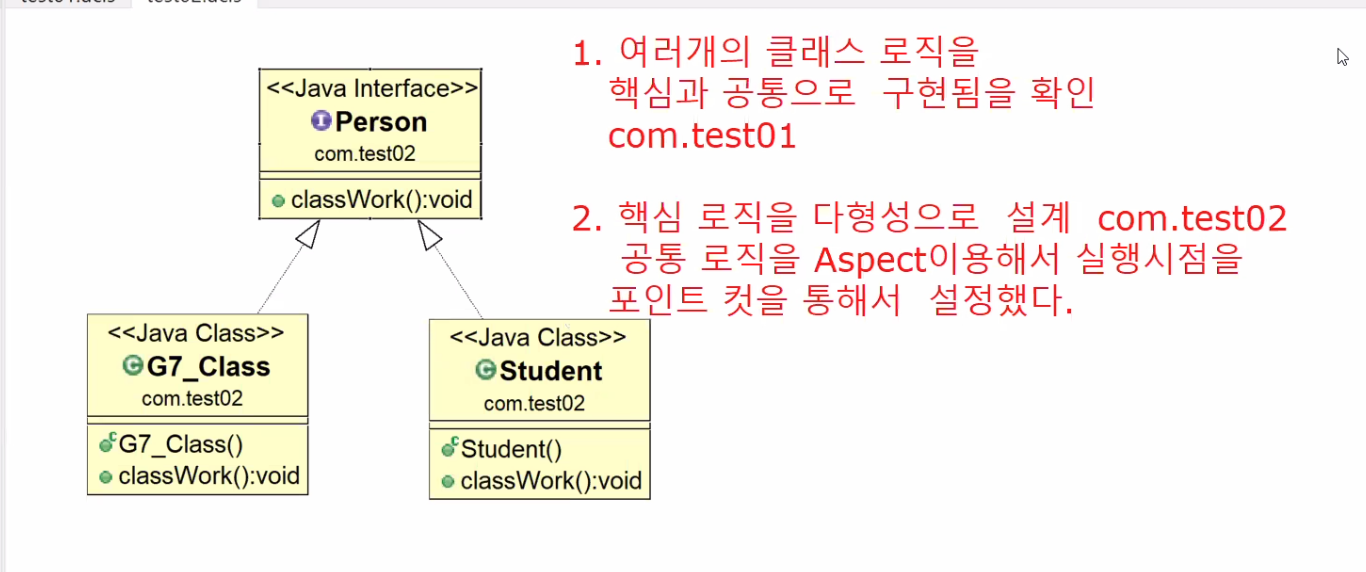 <<Java Interface>>
Person
com.test02
classWork():void
<<Java Class>>
G7_Class
com.test02
G7_Class()
classWork():void
<<Java Class>>
Student
com.test02
Student()
classWork():void
1. 여러개의 클래스 로직을
핵심과 공통으로 구현됨을 확인
com.test01
2. 핵심 로직을 다형성으로 설계 com.test02
공통 로직을 Aspect이용해서 실행시점을
포인트 컷을 통해서 설정했다.